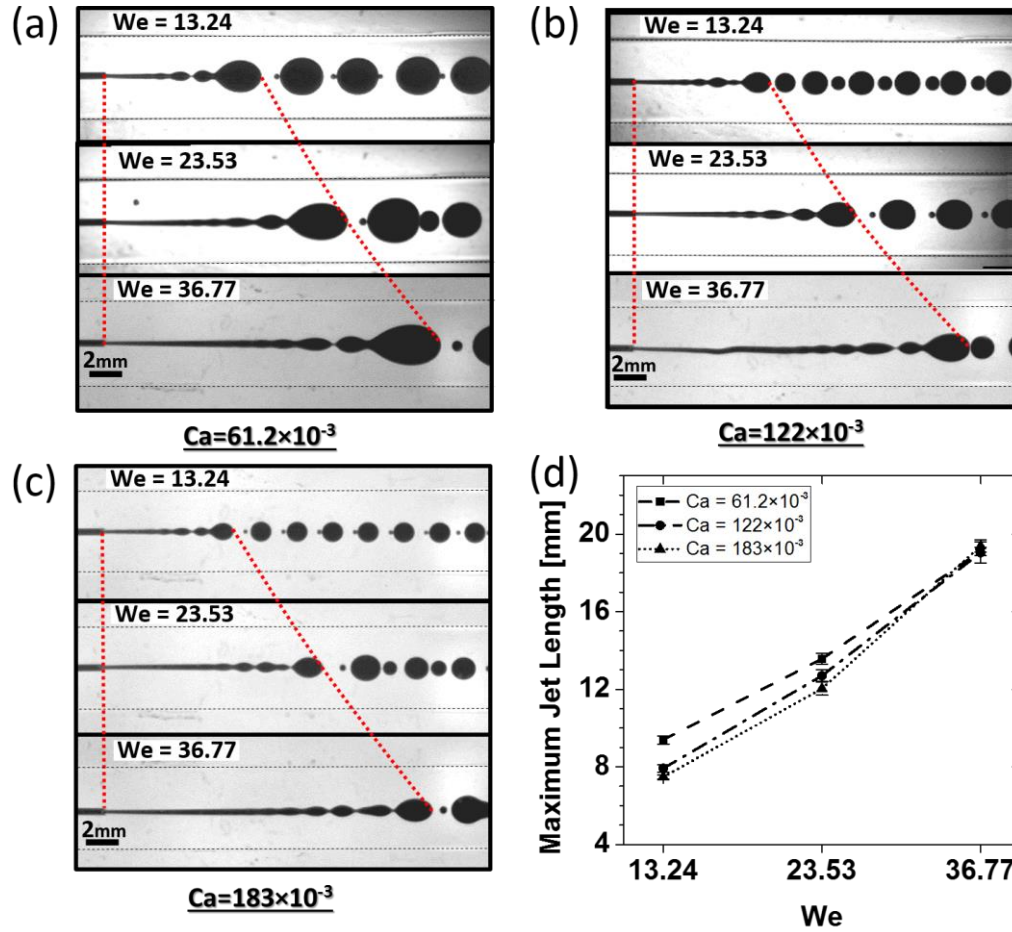 (a)
We = 13.24
We = 23.53
We = 36.77
2mm
Ca=61.2×10⁻³
(b)
We = 13.24
We = 23.53
We = 36.77
2mm
Ca=122×10⁻³
(c)
We = 13.24
We = 23.53
We = 36.77
2mm
Ca=183×10⁻³
(d)
Ca = 61.2×10⁻³
Ca = 122×10⁻³
Ca = 183×10⁻³
Maximum Jet Length [mm]
20
16
12
8
4
13.24 23.53 36.77
We